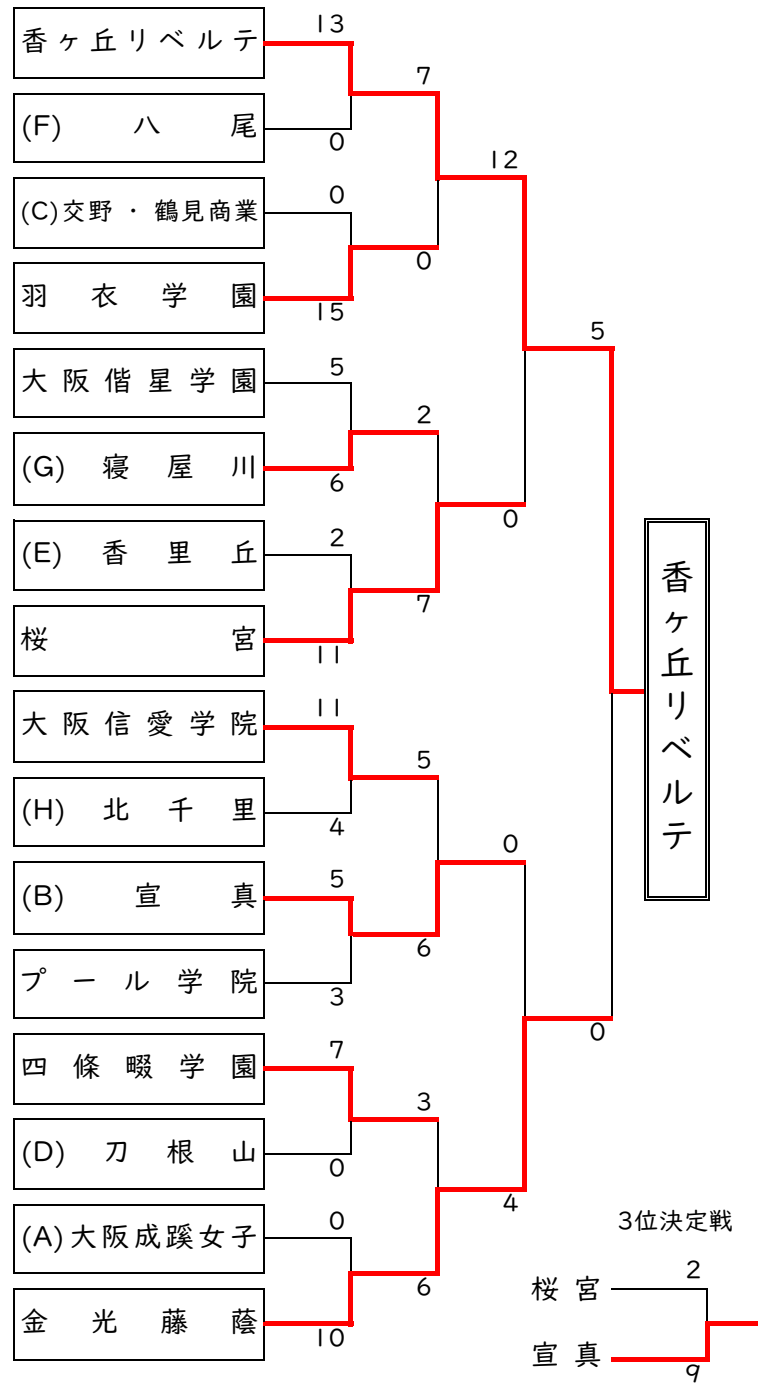 香ヶ丘リベルテ
13
7
(F) 八尾
0
12
(C)交野・鶴見商業
0
0
羽衣学園
15
5
大阪偕星学園
5
2
(G) 寝屋川
6
0
(E) 香里丘
2
7
桜宮
11
香ヶ丘リベルテ
大阪信愛学院
11
5
(H) 北千里
4
0
(B) 宣真
5
6
プール学院
3
0
四條畷学園
7
3
(D) 刀根山
0
4
(A)大阪成蹊女子
0
6
金光藤蔭
10
3位決定戦
桜宮
2
宣真
9